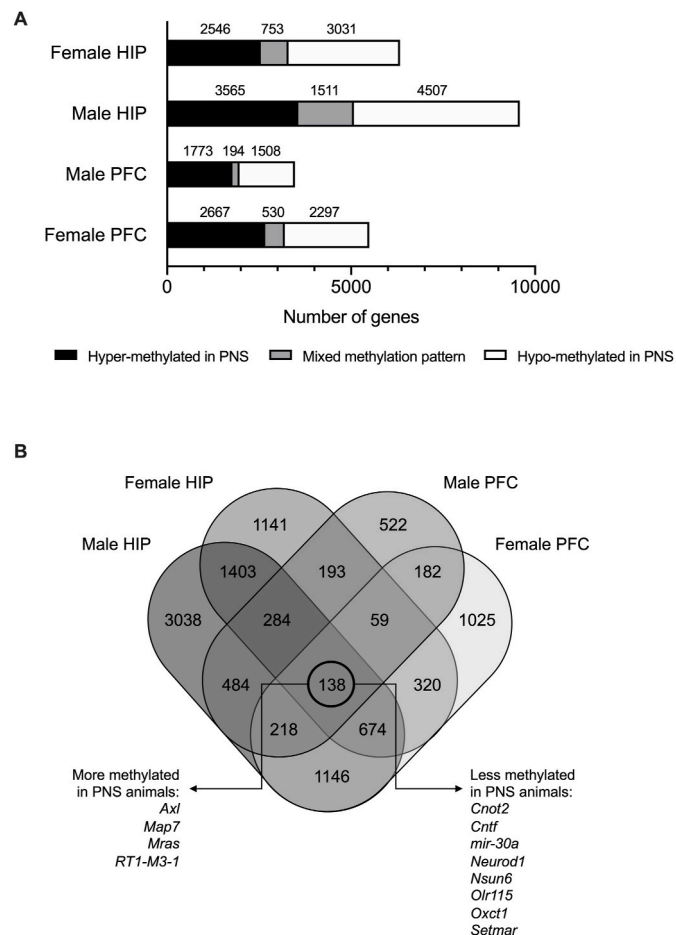 A
2546 753 3031
Female HIP
3565 1511 4507
Male HIP
1773 194 1508
Male PFC
2667 530 2297
Female PFC
0 5000 10000
Number of genes
Hyper-methylated in PNS Mixed methylation pattern Hypo-methylated in PNS
B
Female HIP Male PFC
Male HIP Female PFC
1141 522
1403 193 182
3038 284 59 1025
484 138 320
218 674
1146
More methylated
in PNS animals:
Axl
Map7
Mras
RT1-M3-1
Less methylated
in PNS animals:
Cnot2
Cntf
mir-30a
Neurod1
Nsun6
Olr115
Oxct1
Setmar